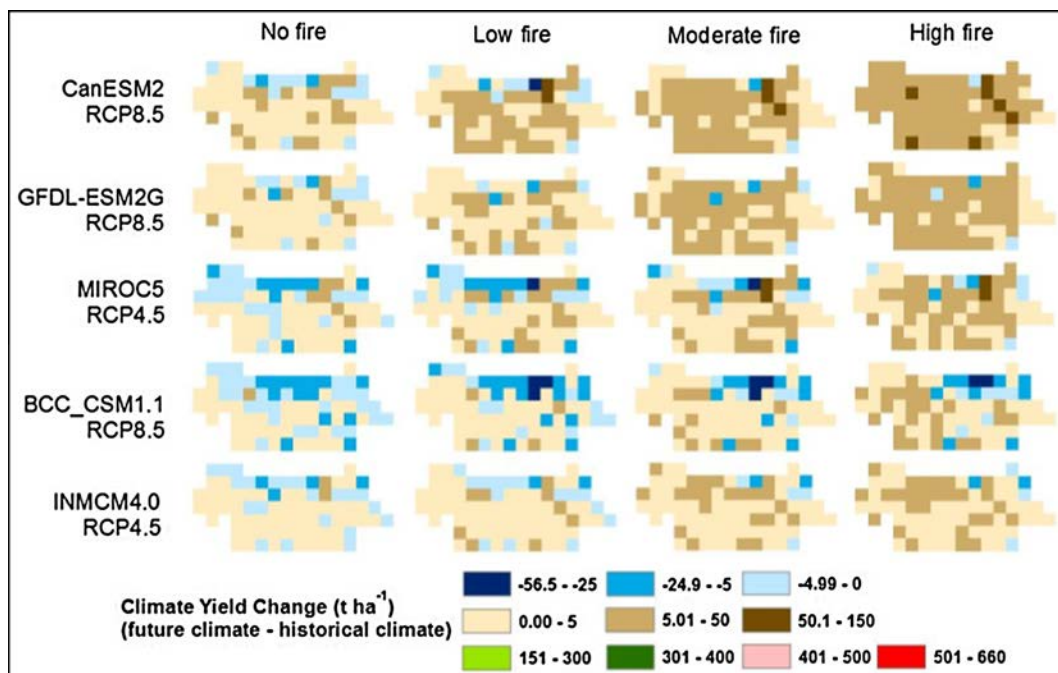 No fire Low fire Moderate fire High fire
CanESM2
RCP8.5
GFDL-ESM2G
RCP8.5
MIROC5
RCP4.5
BCC_CSM1.1
RCP8.5
INMCM4.0
RCP4.5
Climate Yield Change (t ha⁻¹)
(future climate - historical climate)
-56.5 - -25 -24.9 - -5 -4.99 - 0
0.00 - 5 5.01 - 50 50.1 - 150
151 - 300 301 - 400 401 - 500 501 - 660